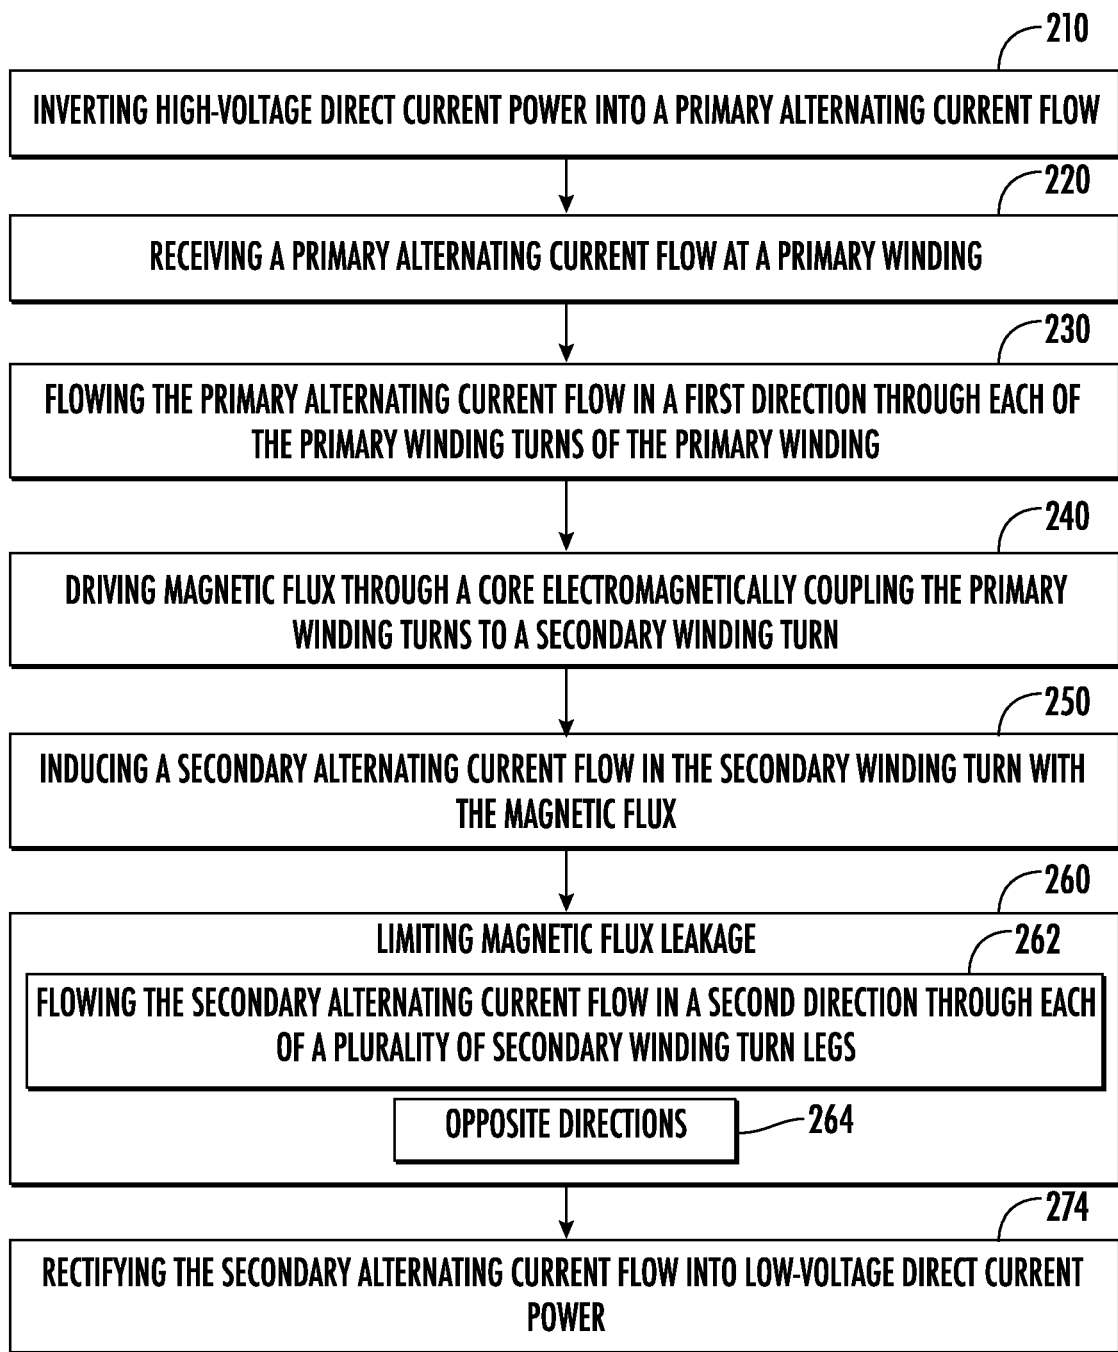 210
INVERTING HIGH-VOLTAGE DIRECT CURRENT POWER INTO A PRIMARY ALTERNATING CURRENT FLOW
220
RECEIVING A PRIMARY ALTERNATING CURRENT FLOW AT A PRIMARY WINDING
230
FLOWING THE PRIMARY ALTERNATING CURRENT FLOW IN A FIRST DIRECTION THROUGH EACH OF
THE PRIMARY WINDING TURNS OF THE PRIMARY WINDING
240
DRIVING MAGNETIC FLUX THROUGH A CORE ELECTROMAGNETICALLY COUPLING THE PRIMARY
WINDING TURNS TO A SECONDARY WINDING TURN
250
INDUCING A SECONDARY ALTERNATING CURRENT FLOW IN THE SECONDARY WINDING TURN WITH
THE MAGNETIC FLUX
260
LIMITING MAGNETIC FLUX LEAKAGE
262
FLOWING THE SECONDARY ALTERNATING CURRENT FLOW IN A SECOND DIRECTION THROUGH EACH
OF A PLURALITY OF SECONDARY WINDING TURN LEGS
OPPOSITE DIRECTIONS
264
274
RECTIFYING THE SECONDARY ALTERNATING CURRENT FLOW INTO LOW-VOLTAGE DIRECT CURRENT
POWER